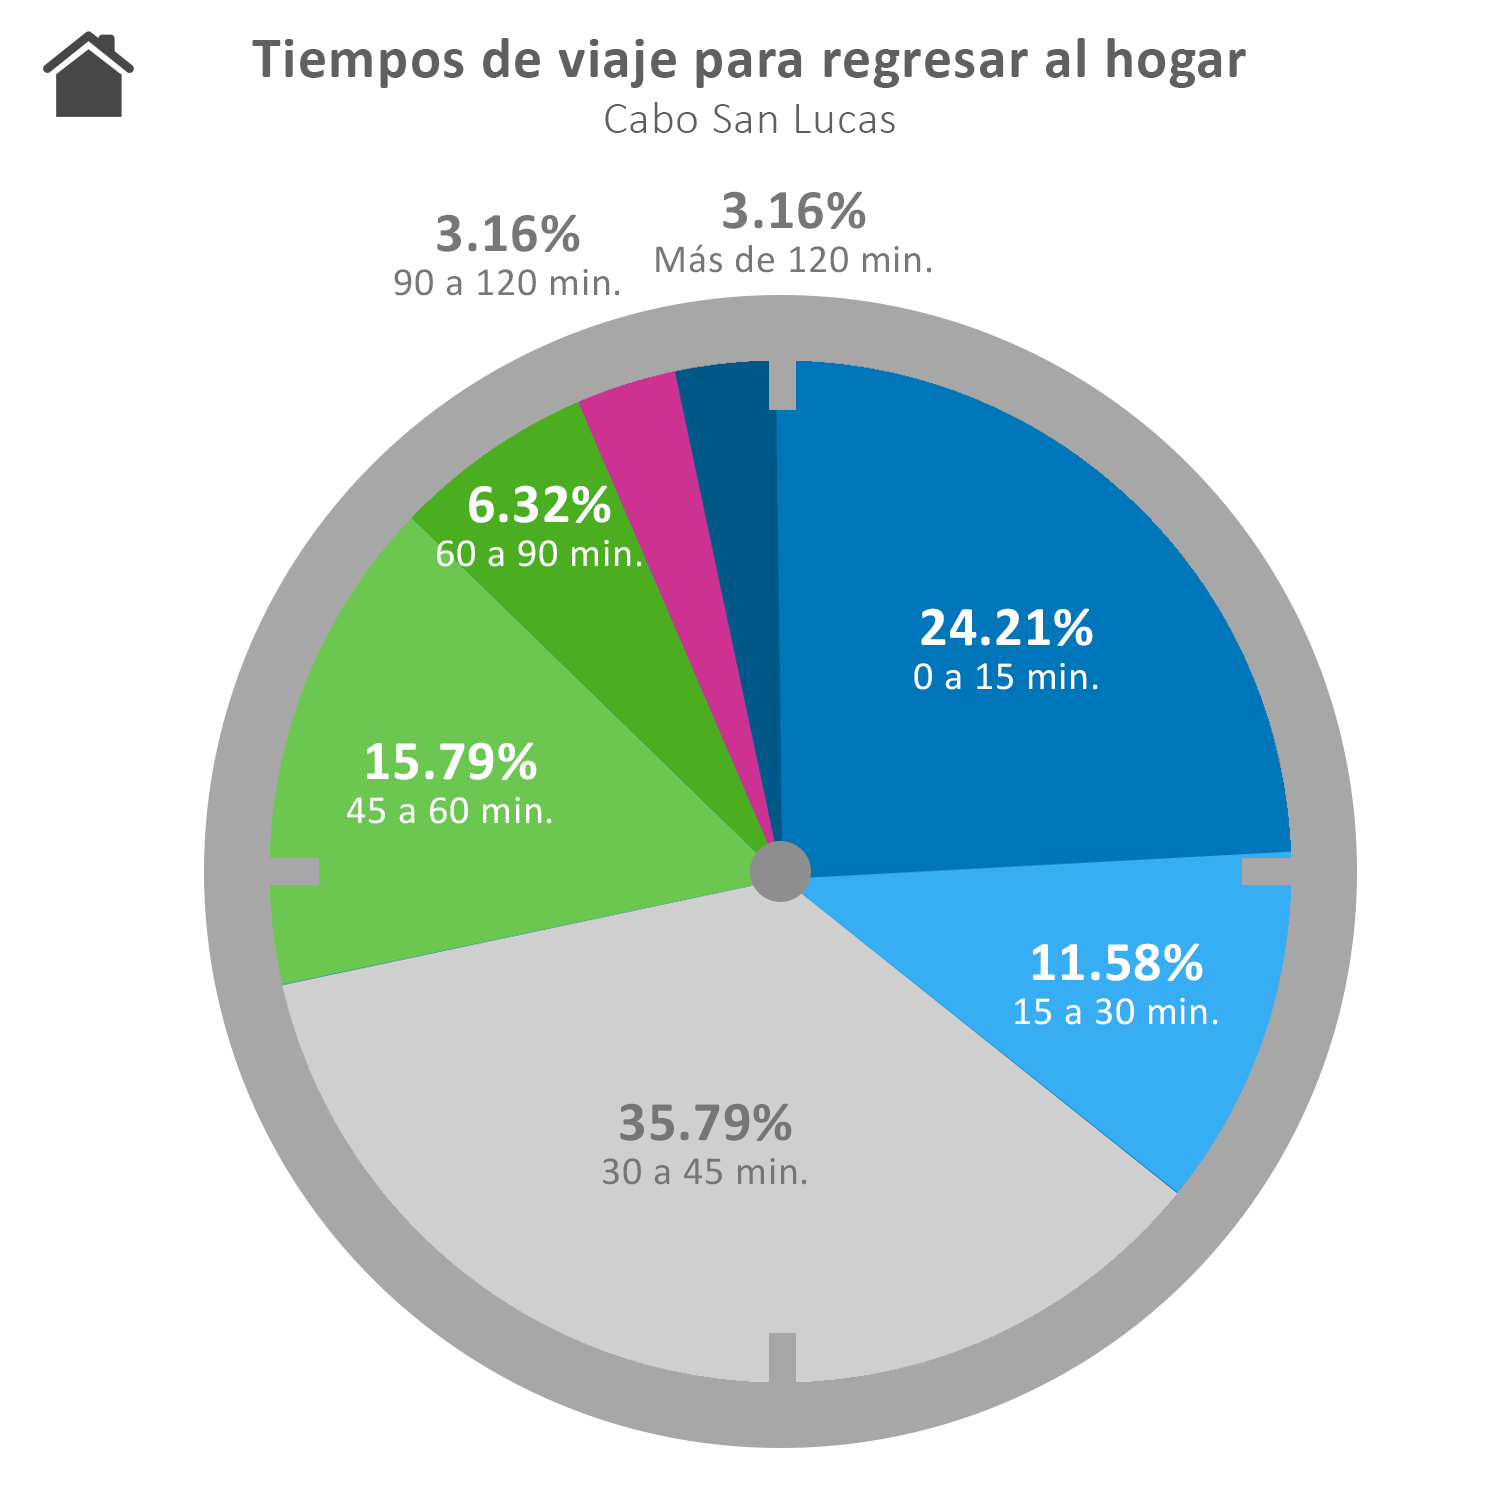 Tiempos de viaje para regresar al hogar
Cabo San Lucas
3.16%
Más de 120 min.
3.16%
90 a 120 min.
6.32%
60 a 90 min.
24.21%
0 a 15 min.
15.79%
45 a 60 min.
11.58%
15 a 30 min.
35.79%
30 a 45 min.